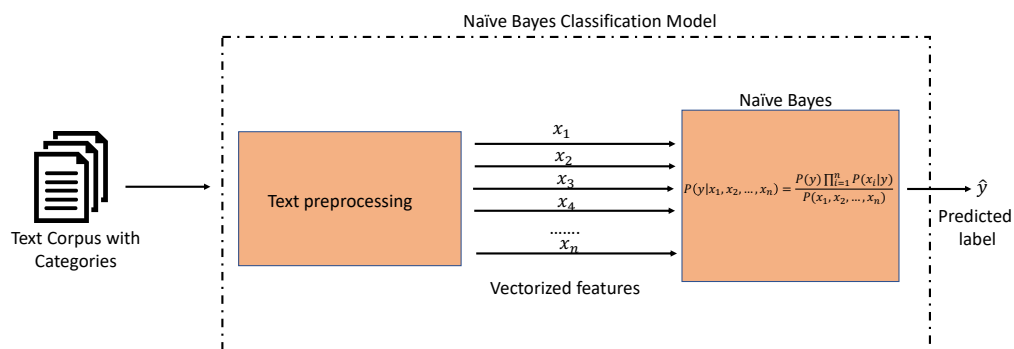 Naïve Bayes Classification Model
Text Corpus with
Categories
Text preprocessing
x₁
x₂
x₃
x₄
.......
xₙ
Vectorized features
Naïve Bayes
P(y|x₁, x₂, …, xₙ) = P(y) ∏ⁿᵢ₌₁ P(xᵢ|y) / P(x₁, x₂, …, xₙ)
ŷ
Predicted
label